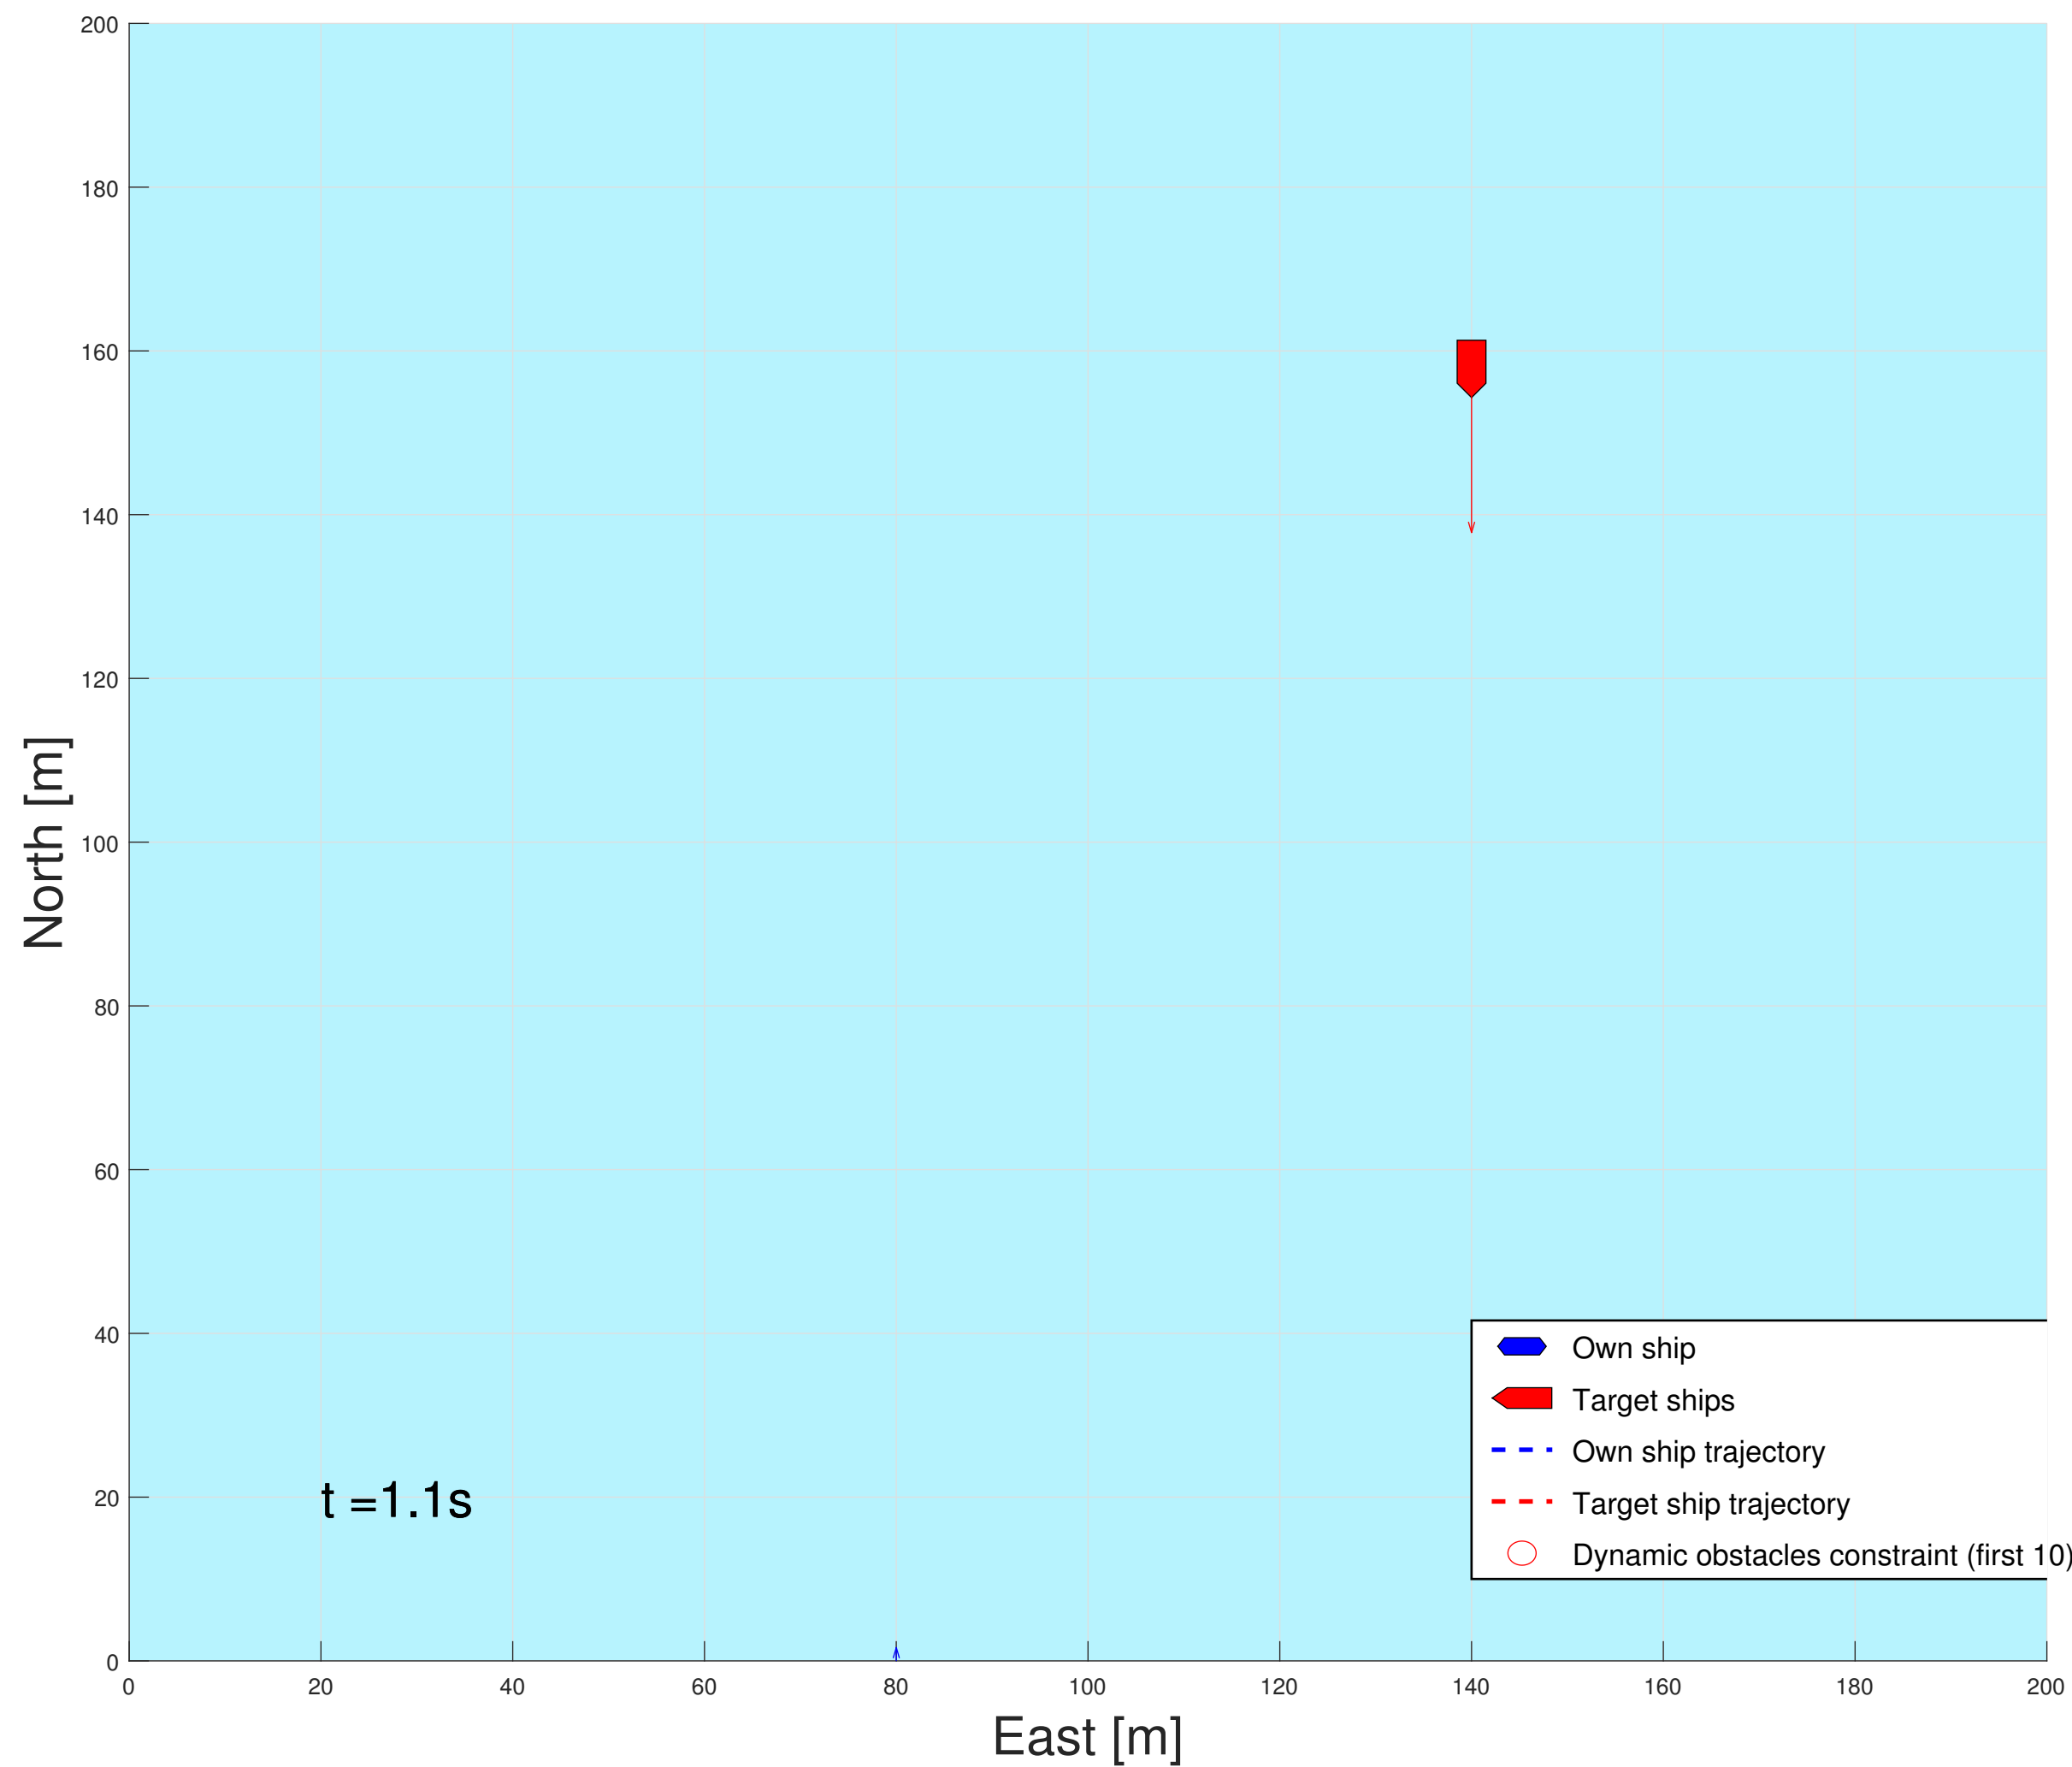 200
180
160
140
120
100
80
60
40
20
0
North [m]
t =1.1s
Own ship
Target ships
Own ship trajectory
Target ship trajectory
Dynamic obstacles constraint (first 10)
0 20 40 60 80 100 120 140 160 180 200
East [m]